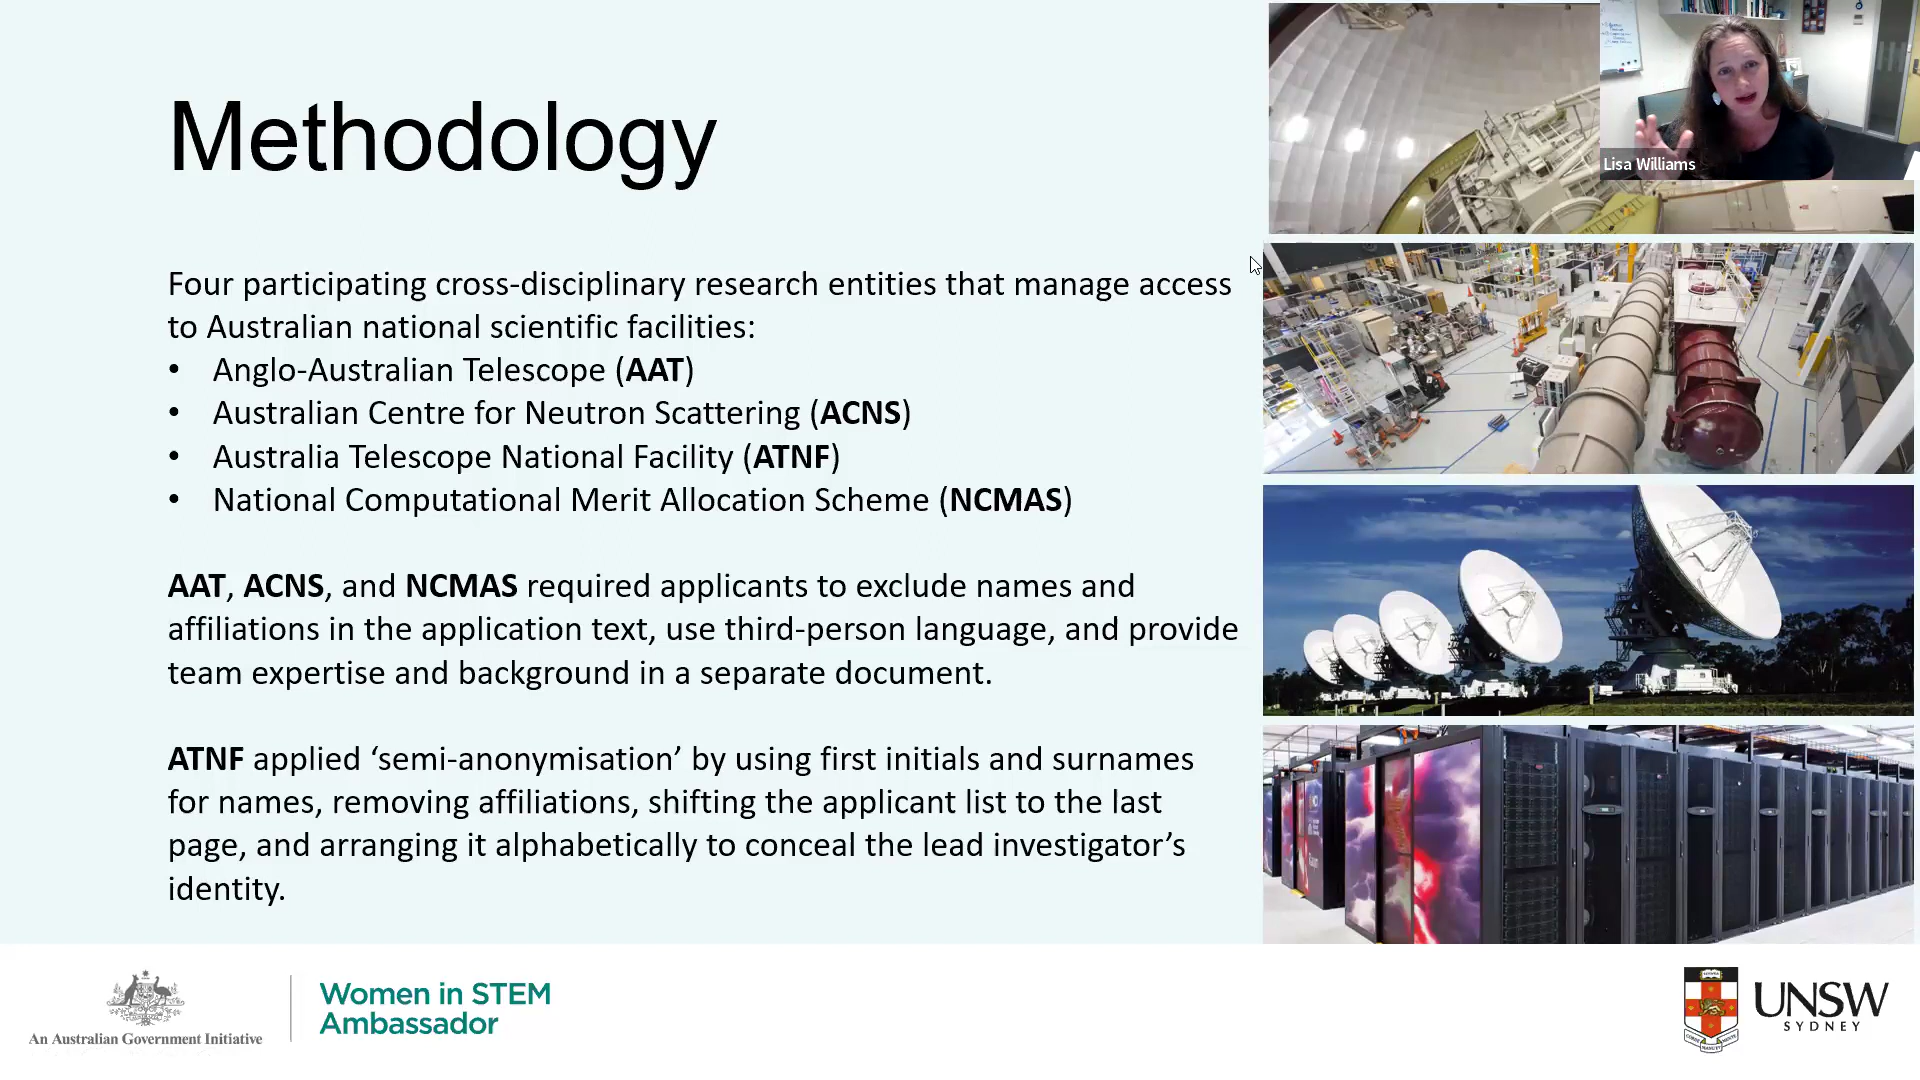 Methodology
Lisa Williams
Four participating cross-disciplinary research entities that manage access
to Australian national scientific facilities:
• Anglo-Australian Telescope (AAT)
• Australian Centre for Neutron Scattering (ACNS)
• Australia Telescope National Facility (ATNF)
• National Computational Merit Allocation Scheme (NCMAS)
AAT, ACNS, and NCMAS required applicants to exclude names and
affiliations in the application text, use third-person language, and provide
team expertise and background in a separate document.
ATNF applied ‘semi-anonymisation’ by using first initials and surnames
for names, removing affiliations, shifting the applicant list to the last
page, and arranging it alphabetically to conceal the lead investigator’s
identity.
An Australian Government Initiative
Women in STEM
Ambassador
UNSW
SYDNEY